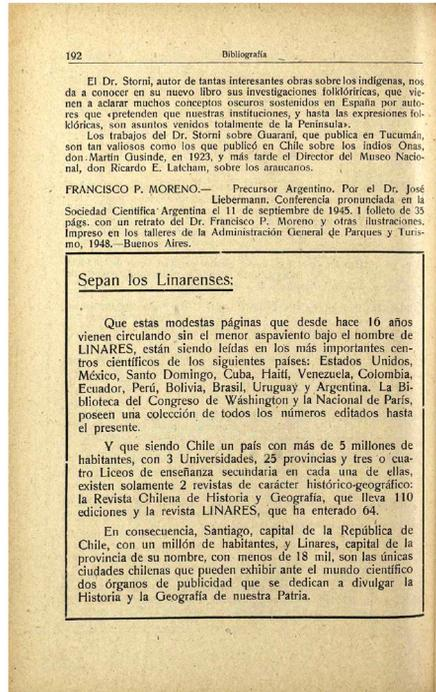 192
Bibliografía
El Dr. Storni, autor de tantas interesantes obras sobre los indígenas, nos
da a conocer en su nuevo libro sus investigaciones folklóriricas, que vie-
nen a aclarar muchos conceptos oscuros sostenidos en España por auto-
res que «pretenden que nuestras instituciones, y hasta las expresiones fol-
klóricas, son asuntos venidos totalmente de la Península».
Los trabajos del Dr. Storni sobre Guaraní, que publica en Tucumán,
son tan valiosos como los que publicó en Chile sobre los indios Onas,
don Martín Gusinde, en 1923, y más tarde el Director del Museo Nacio-
nal, don Ricardo E. Latcham, sobre los araucanos.
FRANCISCO P. MORENO.— Precursor Argentino. Por el Dr. José
Liebermann. Conferencia pronunciada en la
Sociedad Científica Argentina el 11 de septiembre de 1945. 1 folleto de 35
págs. con un retrato del Dr. Francisco P. Moreno y otras ilustraciones.
Impreso en los talleres de la Administración General de Parques y Turis-
mo, 1948.—Buenos Aires.
Sepan los Linarenses:
Que estas modestas páginas que desde hace 16 años
vienen circulando sin el menor aspaviento bajo el nombre de
LINARES, están siendo leídas en los más importantes cen-
tros científicos de los siguientes países: Estados Unidos,
México, Santo Domingo, Cuba, Haití, Venezuela, Colombia,
Ecuador, Perú, Bolivia, Brasil, Uruguay y Argentina. La Bi-
blioteca del Congreso de Wáshington y la Nacional de París,
poseen una colección de todos los números editados hasta
el presente.
Y que siendo Chile un país con más de 5 millones de
habitantes, con 3 Universidades, 25 provincias y tres o cua-
tro Liceos de enseñanza secundaria en cada una de ellas,
existen solamente 2 revistas de carácter histórico-geográfico:
la Revista Chilena de Historia y Geografía, que lleva 110
ediciones y la revista LINARES, que ha enterado 64.
En consecuencia, Santiago, capital de la República de
Chile, con un millón de habitantes, y Linares, capital de la
provincia de su nombre, con menos de 18 mil, son las únicas
ciudades chilenas que pueden exhibir ante el mundo científico
dos órganos de publicidad que se dedican a divulgar la
Historia y la Geografía de nuestra Patria.